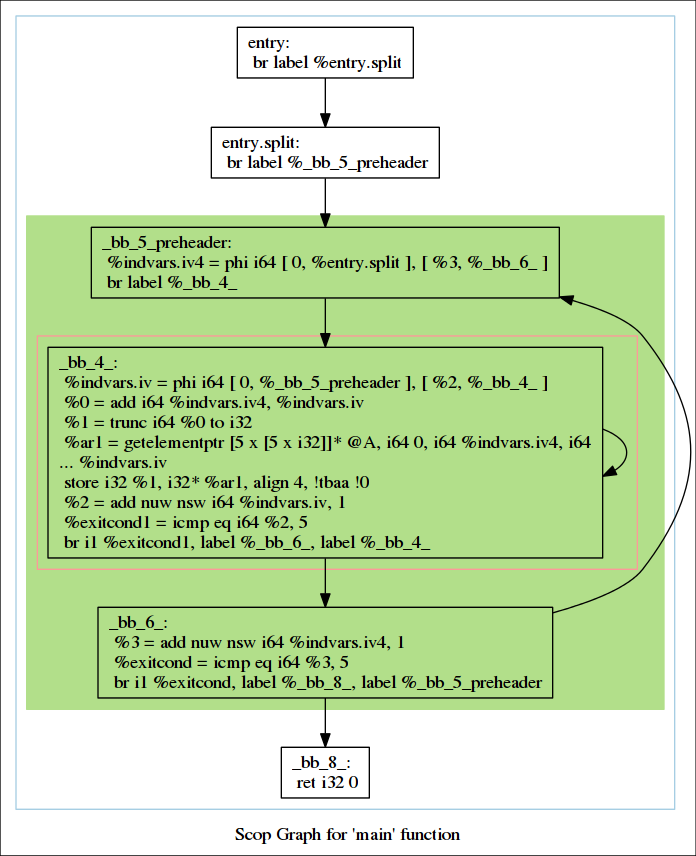 entry:
br label %entry.split
entry.split:
br label %_bb_5_preheader
_bb_5_preheader:
%indvars.iv4 = phi i64 [ 0, %entry.split ], [ %3, %_bb_6_ ]
br label %_bb_4_
_bb_4_:
%indvars.iv = phi i64 [ 0, %_bb_5_preheader ], [ %2, %_bb_4_ ]
%0 = add i64 %indvars.iv4, %indvars.iv
%1 = trunc i64 %0 to i32
%ar1 = getelementptr [5 x [5 x i32]]* @A, i64 0, i64 %indvars.iv4, i64
... %indvars.iv
store i32 %1, i32* %ar1, align 4, !tbaa !0
%2 = add nuw nsw i64 %indvars.iv, 1
%exitcond1 = icmp eq i64 %2, 5
br i1 %exitcond1, label %_bb_6_, label %_bb_4_
_bb_6_:
%3 = add nuw nsw i64 %indvars.iv4, 1
%exitcond = icmp eq i64 %3, 5
br i1 %exitcond, label %_bb_8_, label %_bb_5_preheader
_bb_8_:
ret i32 0
Scop Graph for 'main' function